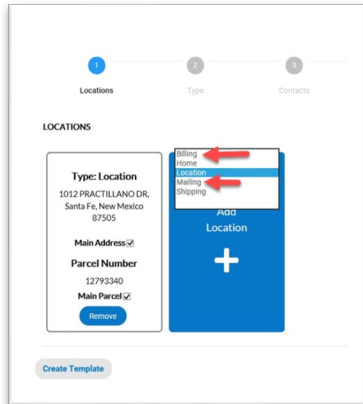 1
2
3
Locations
Type
Contacts
LOCATIONS
Type: Location
1012 PRACTILLANO DR,
Santa Fe, New Mexico
87505
Main Address
Parcel Number
12793340
Main Parcel
Remove
Billing
Home
Location
Mailing
Shipping
Add
Location
Create Template